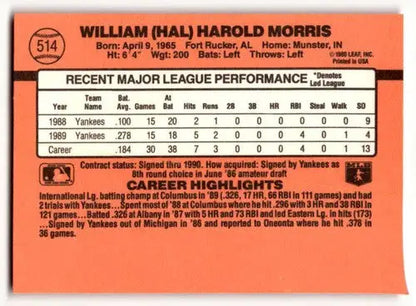 514
WILLIAM (HAL) HAROLD MORRIS
Born: April 9, 1965 Fort Rucker, AL Home: Munster, IN
Ht: 6'4" Wgt: 200 Bats: Left Throws: Left
©1990 LEAF, INC.
Printed in USA
RECENT MAJOR LEAGUE PERFORMANCE
*Denotes
Led League
Year Team Name Bat. Avg. Games At Bat Hits Runs 2B 3B HR RBI Steal Walk SO
1988 Yankees .100 15 20 2 1 0 0 0 0 0 0 9
1989 Yankees .278 15 18 5 2 0 0 0 4 0 1 4
Career .184 30 38 7 3 0 0 0 4 0 1 13
Contract status: Signed thru 1990. How acquired: Signed by Yankees as
8th round choice in June '86 amateur draft
CAREER HIGHLIGHTS
International Lg. batting champ at Columbus in '89 (.326, 17 HR, 66 RBI in 111 games) and had
2 trials with Yankees...Spent most of '88 at Columbus where he hit .296 with 3 HR and 38 RBI in
121 games...Batted .326 at Albany in '87 with 5 HR and 73 RBI and led Eastern Lg. in hits (173)
...Signed by Yankees out of Michigan in '86 and reported to Oneonta where he hit .378 in
36 games.